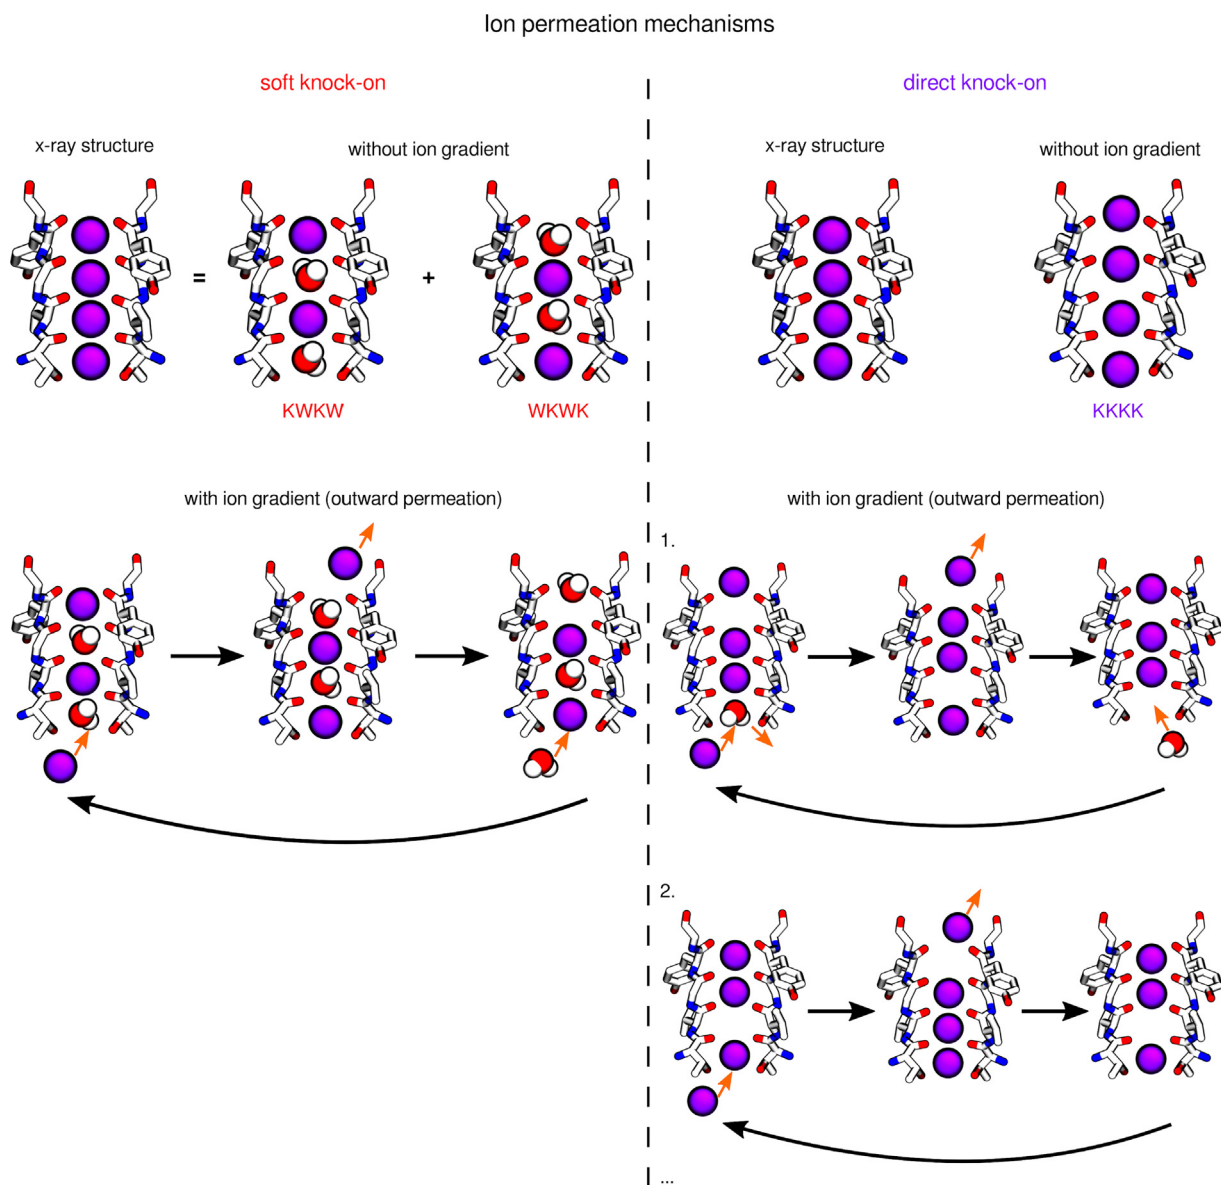 Ion permeation mechanisms
soft knock-on
direct knock-on
x-ray structure
without ion gradient
x-ray structure
without ion gradient
=
+
KWKW
WKWK
KKKK
with ion gradient (outward permeation)
with ion gradient (outward permeation)
1.
2.
...